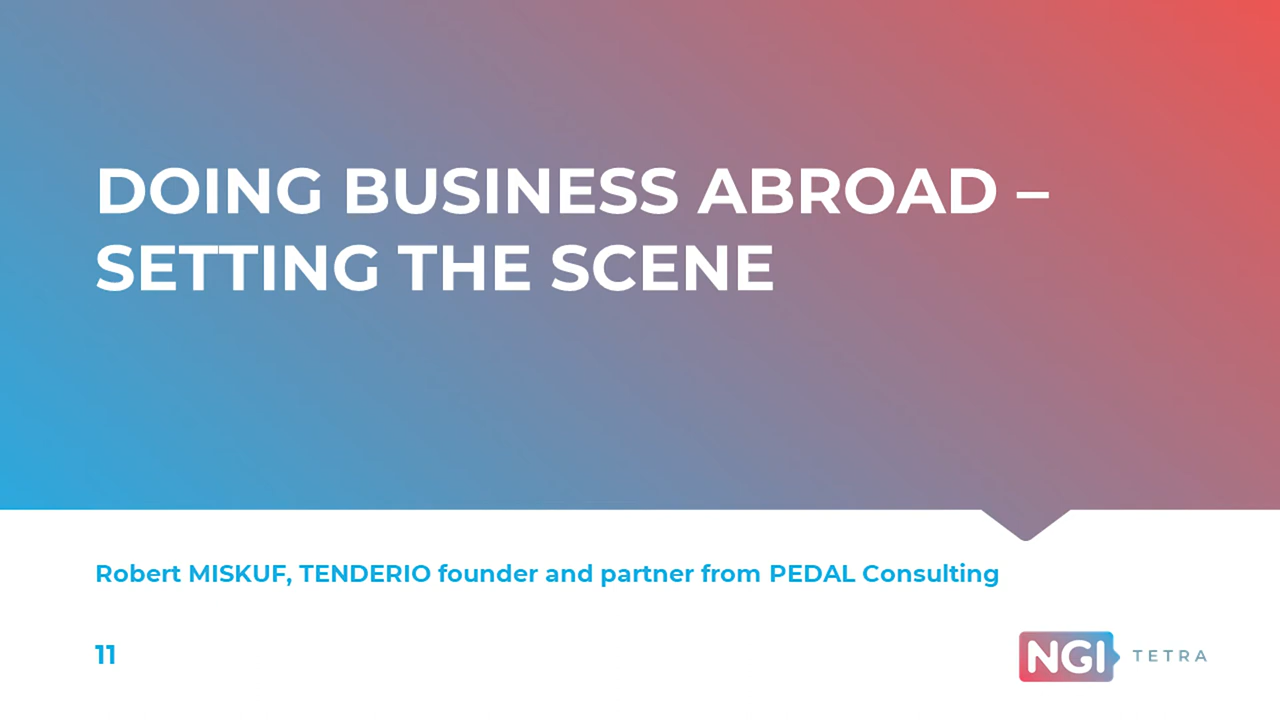 DOING BUSINESS ABROAD –
SETTING THE SCENE
Robert MISKUF, TENDERIO founder and partner from PEDAL Consulting
11
NGI TETRA